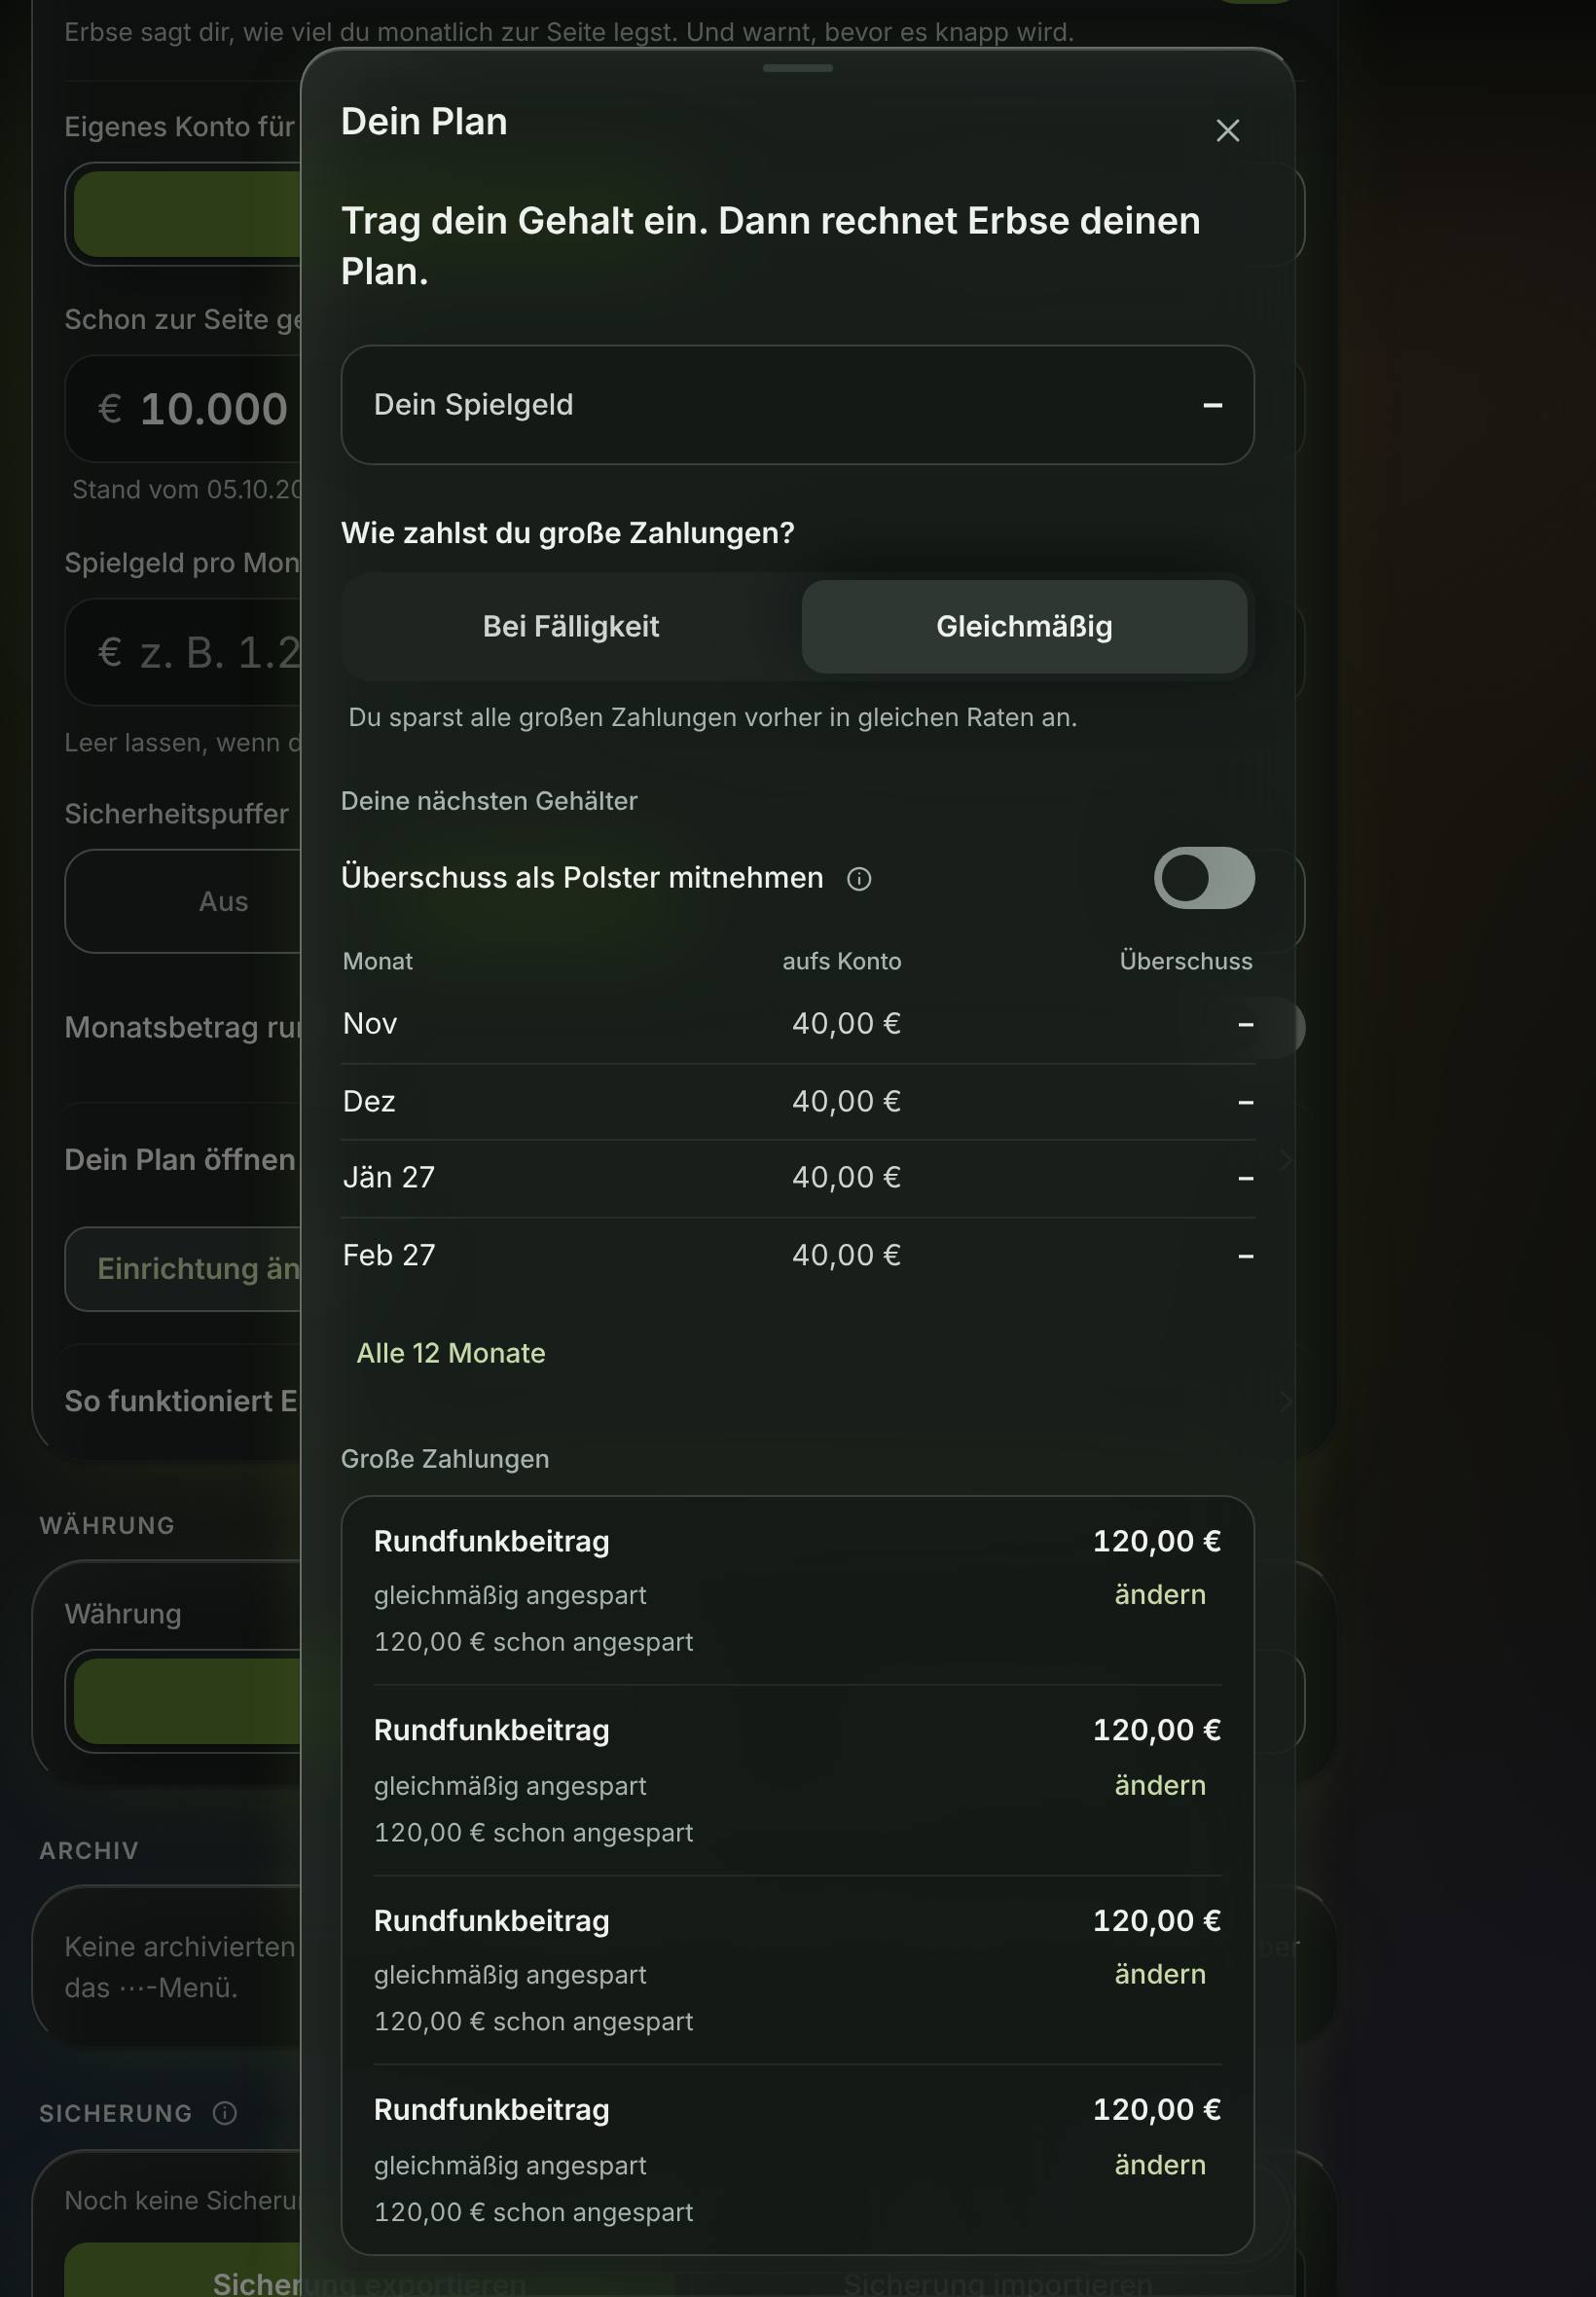 Erbse sagt dir, wie viel du monatlich zur Seite legst. Und warnt, bevor es knapp wird.
Eigenes Konto für
Schon zur Seite ge
€ 10.000
Stand vom 05.10.20
Spielgeld pro Mon
€ z. B. 1.2
Leer lassen, wenn d
Sicherheitspuffer
Aus
Monatsbetrag ru
Dein Plan öffnen
Einrichtung än
So funktioniert E
WÄHRUNG
Währung
ARCHIV
Keine archivierten
das ···-Menü.
SICHERUNG
Noch keine Sicheru
Sicherung exportieren
Sicherung importieren
Dein Plan
Trag dein Gehalt ein. Dann rechnet Erbse deinen
Plan.
Dein Spielgeld –
Wie zahlst du große Zahlungen?
Bei Fälligkeit Gleichmäßig
Du sparst alle großen Zahlungen vorher in gleichen Raten an.
Deine nächsten Gehälter
Überschuss als Polster mitnehmen
Monat aufs Konto Überschuss
Nov 40,00 € –
Dez 40,00 € –
Jän 27 40,00 € –
Feb 27 40,00 € –
Alle 12 Monate
Große Zahlungen
Rundfunkbeitrag 120,00 €
gleichmäßig angespart ändern
120,00 € schon angespart
Rundfunkbeitrag 120,00 €
gleichmäßig angespart ändern
120,00 € schon angespart
Rundfunkbeitrag 120,00 €
gleichmäßig angespart ändern
120,00 € schon angespart
Rundfunkbeitrag 120,00 €
gleichmäßig angespart ändern
120,00 € schon angespart